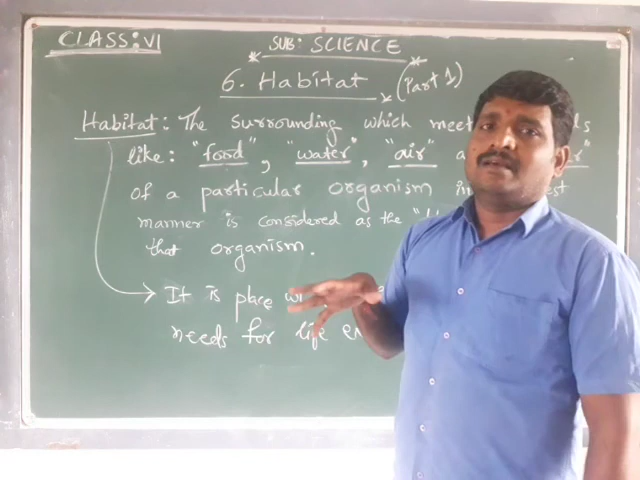 CLASS: VI
SUB: SCIENCE
6. Habitat (Part 1)
Habitat: The surrounding which meet
like: "food", "water", "air"
of a particular organism in
manner is considered as the
that organism.
It is place
needs for life